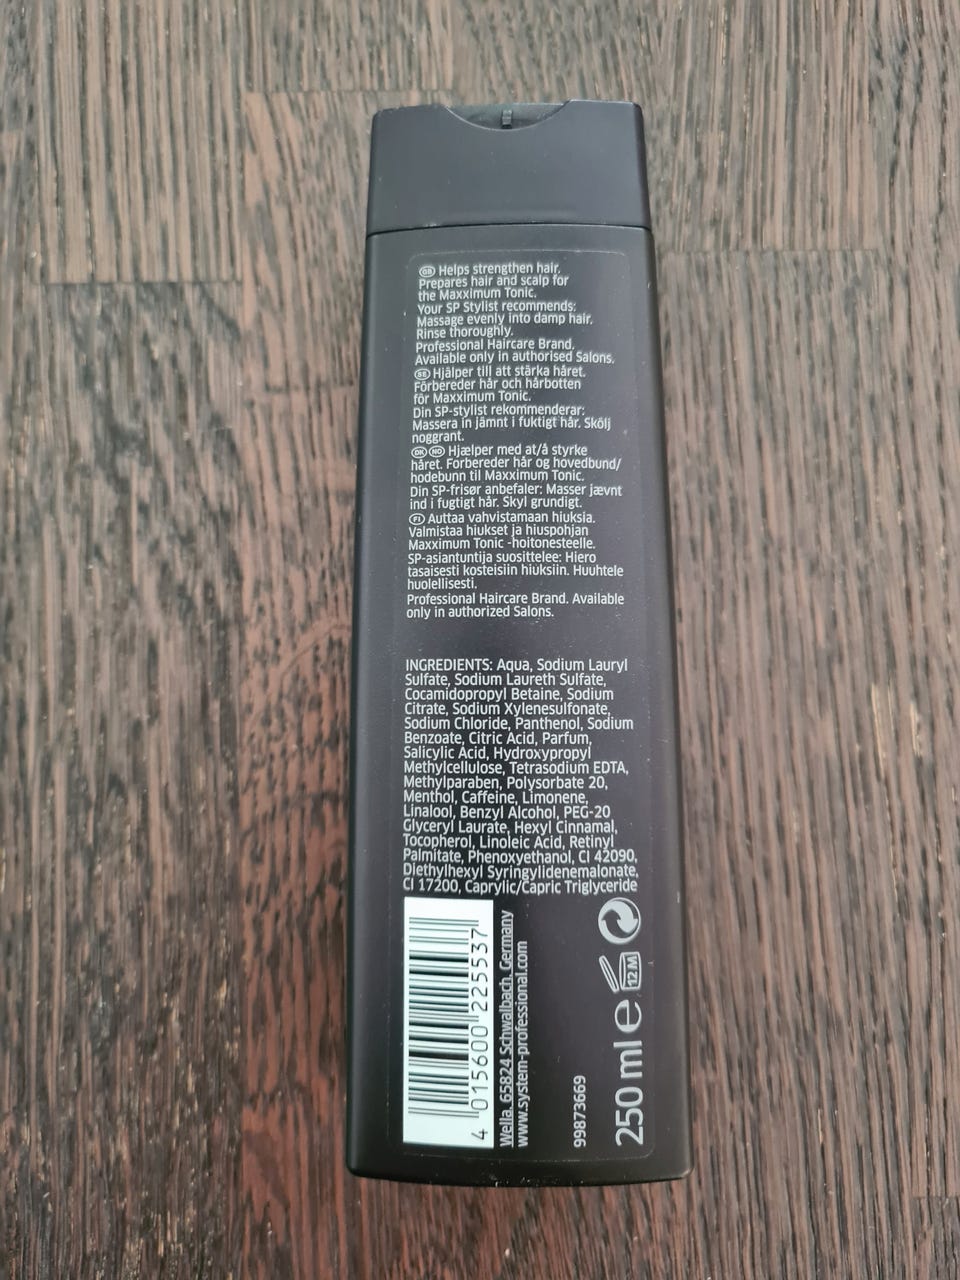 GB Helps strengthen hair.
Prepares hair and scalp for
the Maxximum Tonic.
Your SP Stylist recommends:
Massage evenly into damp hair.
Rinse thoroughly.
Professional Haircare Brand.
Available only in authorised Salons.
SE Hjälper till att stärka håret.
Förbereder hår och hårbotten
för Maxximum Tonic.
Din SP-stylist rekommenderar:
Massera in jämnt i fuktigt hår. Skölj
noggrant.
DK NO Hjælper med at/å styrke
håret. Forbereder hår og hovedbund/
hodebunn til Maxximum Tonic.
Din SP-frisør anbefaler: Masser jævnt
ind i fugtigt hår. Skyl grundigt.
FI Auttaa vahvistamaan hiuksia.
Valmistaa hiukset ja hiuspohjan
Maxximum Tonic -hoitonesteelle.
SP-asiantuntija suosittelee: Hiero
tasaisesti kosteisiin hiuksiin. Huuhtele
huolellisesti.
Professional Haircare Brand. Available
only in authorized Salons.
INGREDIENTS: Aqua, Sodium Lauryl
Sulfate, Sodium Laureth Sulfate,
Cocamidopropyl Betaine, Sodium
Citrate, Sodium Xylenesulfonate,
Sodium Chloride, Panthenol, Sodium
Benzoate, Citric Acid, Parfum,
Salicylic Acid, Hydroxypropyl
Methylcellulose, Tetrasodium EDTA,
Methylparaben, Polysorbate 20,
Menthol, Caffeine, Limonene,
Linalool, Benzyl Alcohol, PEG-20
Glyceryl Laurate, Hexyl Cinnamal,
Tocopherol, Linoleic Acid, Retinyl
Palmitate, Phenoxyethanol, CI 42090,
Diethylhexyl Syringylidenemalonate,
CI 17200, Caprylic/Capric Triglyceride
4 015600 225537
Wella, 65824 Schwalbach, Germany
www.system-professional.com
99873669
250 ml e
12M